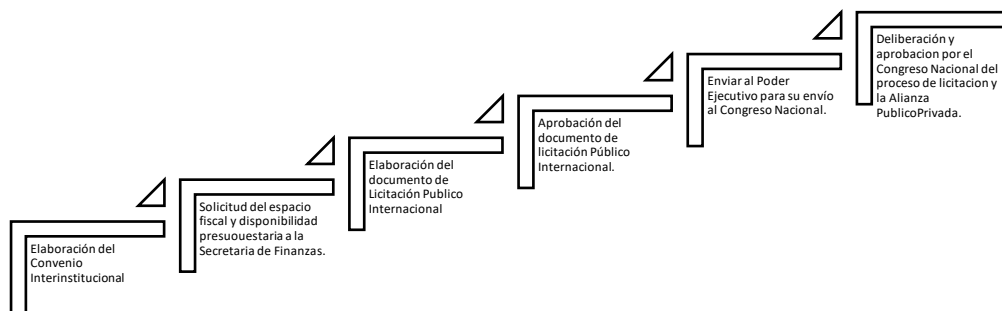 Elaboración del
Convenio
Interinstitucional
Solicitud del espacio
fiscal y disponibilidad
presuouestaria a la
Secretaria de Finanzas.
Elaboración del
documento de
Licitación Publico
Internacional
Aprobación del
documento de
licitación Público
Internacional.
Enviar al Poder
Ejecutivo para su envío
al Congreso Nacional.
Deliberación y
aprobacion por el
Congreso Nacional del
proceso de licitacion y
la Alianza
PublicoPrivada.